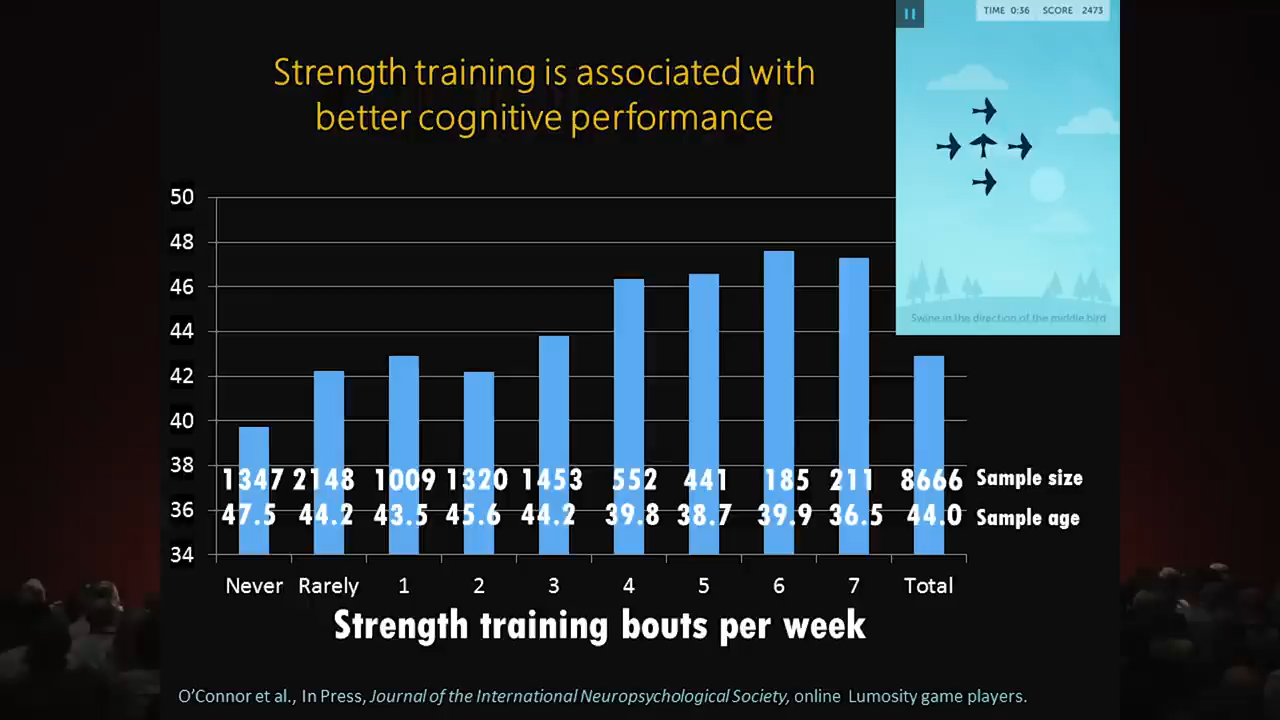 TIME 0:36 SCORE 2473
Strength training is associated with
better cognitive performance
50
48
46
44
42
40
38
36
34
1347 2148 1009 1320 1453 552 441 185 211 8666 Sample size
47.5 44.2 43.5 45.6 44.2 39.8 38.7 39.9 36.5 44.0 Sample age
Never Rarely 1 2 3 4 5 6 7 Total
Strength training bouts per week
Swipe in the direction of the middle bird
O'Connor et al., In Press, Journal of the International Neuropsychological Society, online Lumosity game players.